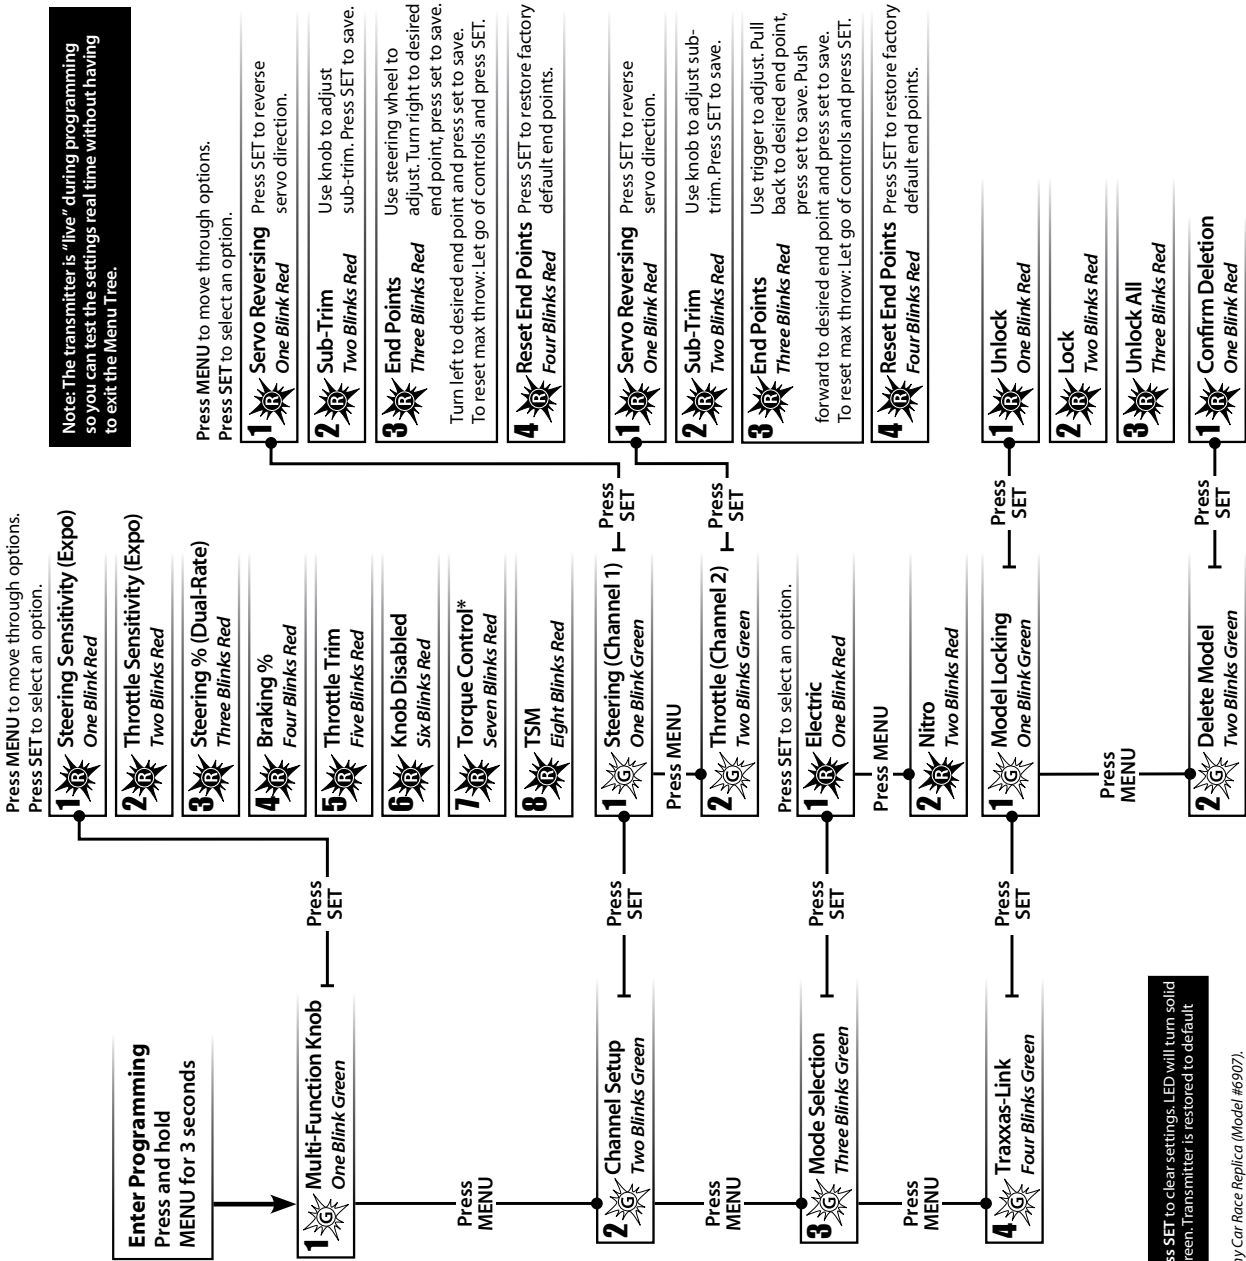 Enter Programming
Press and hold
MENU for 3 seconds
1 G Multi-Function Knob
One Blink Green
Press
MENU
2 G Channel Setup
Two Blinks Green
Press
MENU
3 G Mode Selection
Three Blinks Green
Press
MENU
4 G Traxxas-Link
Four Blinks Green
SET to clear settings. LED will turn solid
Transmitter is restored to default
Car Race Replica (Model #6907).
Press
SET
Press
SET
Press
SET
Press
SET
Press MENU to move through options.
Press SET to select an option.
1 R Steering Sensitivity (Expo)
One Blink Red
2 R Throttle Sensitivity (Expo)
Two Blinks Red
3 R Steering % (Dual-Rate)
Three Blinks Red
4 R Braking %
Four Blinks Red
5 R Throttle Trim
Five Blinks Red
6 R Knob Disabled
Six Blinks Red
7 R Torque Control*
Seven Blinks Red
8 R TSM
Eight Blinks Red
1 G Steering (Channel 1)
One Blink Green
Press MENU
2 G Throttle (Channel 2)
Two Blinks Green
Press SET to select an option.
1 R Electric
One Blink Red
Press MENU
2 R Nitro
Two Blinks Red
1 G Model Locking
One Blink Green
Press
MENU
2 G Delete Model
Two Blinks Green
Press
SET
Press
SET
Press
SET
Press
SET
Note: The transmitter is "live" during programming
so you can test the settings real time without having
to exit the Menu Tree.
Press MENU to move through options.
Press SET to select an option.
1 R Servo Reversing Press SET to reverse
One Blink Red servo direction.
2 R Sub-Trim Use knob to adjust
Two Blinks Red sub-trim. Press SET to save.
3 R End Points Use steering wheel to
Three Blinks Red adjust. Turn right to desired
end point, press set to save.
Turn left to desired end point and press set to save.
To reset max throw: Let go of controls and press SET.
4 R Reset End Points Press SET to restore factory
Four Blinks Red default end points.
1 R Servo Reversing Press SET to reverse
One Blink Red servo direction.
2 R Sub-Trim Use knob to adjust sub-
Two Blinks Red trim. Press SET to save.
3 R End Points Use trigger to adjust. Pull
Three Blinks Red back to desired end point,
press set to save. Push
forward to desired end point and press set to save.
To reset max throw: Let go of controls and press SET.
4 R Reset End Points Press SET to restore factory
Four Blinks Red default end points.
1 R Unlock
One Blink Red
2 R Lock
Two Blinks Red
3 R Unlock All
Three Blinks Red
1 R Confirm Deletion
One Blink Red